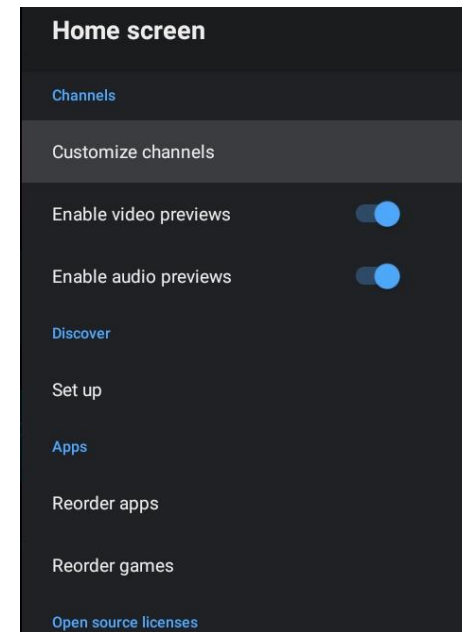 Home screen
Channels
Customize channels
Enable video previews
Enable audio previews
Discover
Set up
Apps
Reorder apps
Reorder games
Open source licenses